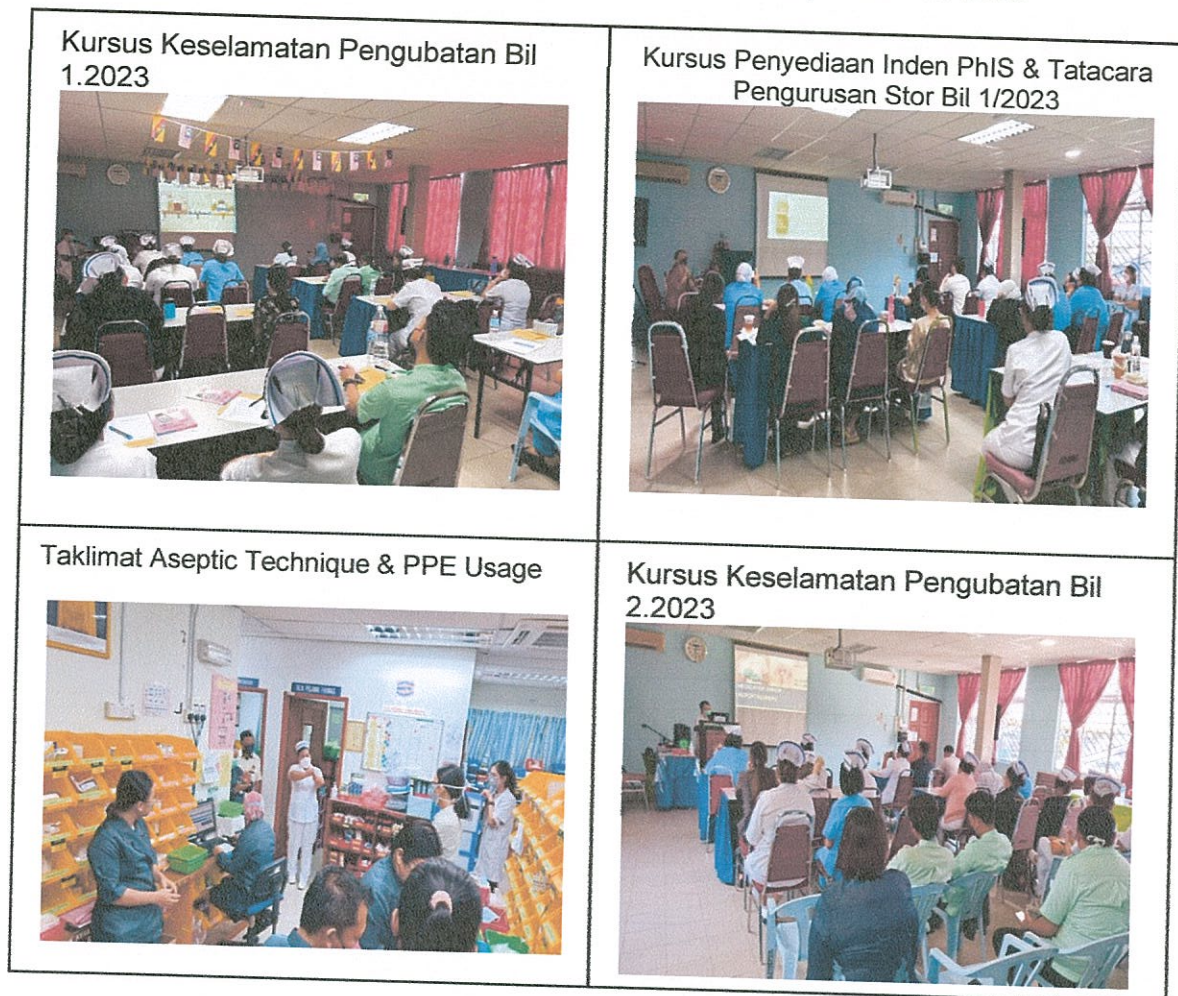 Kursus Keselamatan Pengubatan Bil
1.2023
Kursus Penyediaan Inden PhIS & Tatacara
Pengurusan Stor Bil 1/2023
Taklimat Aseptic Technique & PPE Usage
Kursus Keselamatan Pengubatan Bil
2.2023